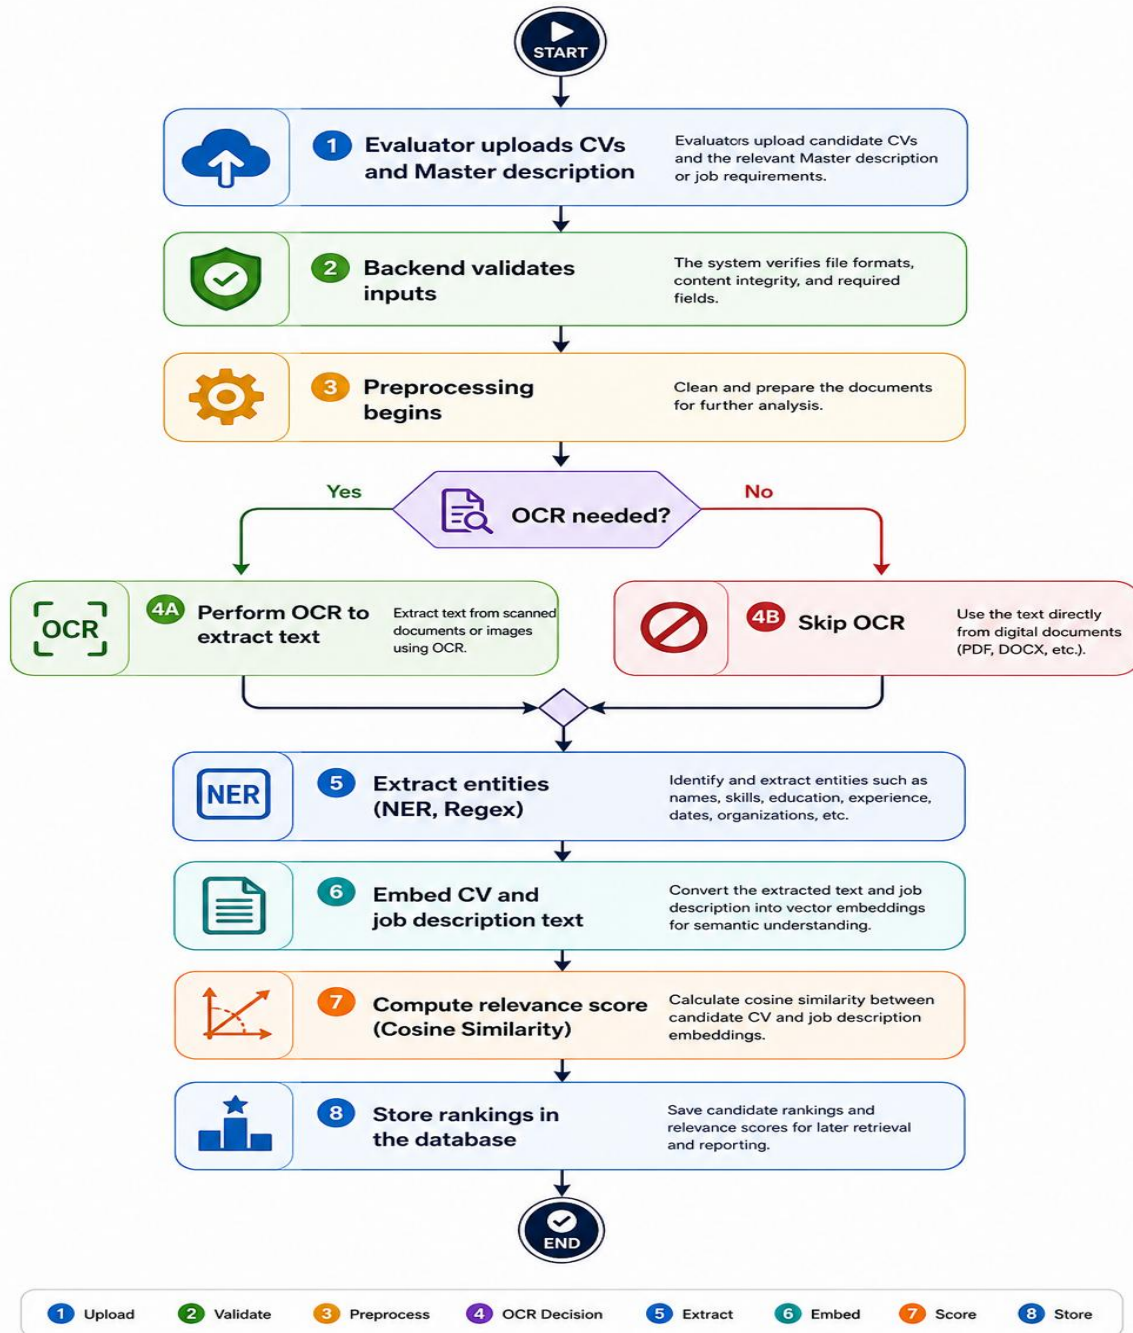 START
1
Evaluator uploads CVs
and Master description
Evaluators upload candidate CVs
and the relevant Master description
or job requirements.
2
Backend validates
inputs
The system verifies file formats,
content integrity, and required
fields.
3
Preprocessing
begins
Clean and prepare the documents
for further analysis.
OCR needed?
Yes
No
OCR
4A
Perform OCR to
extract text
Extract text from scanned
documents or images
using OCR.
4B
Skip OCR
Use the text directly
from digital documents
(PDF, DOCX, etc.).
NER
5
Extract entities
(NER, Regex)
Identify and extract entities such as
names, skills, education, experience,
dates, organizations, etc.
6
Embed CV and
job description text
Convert the extracted text and job
description into vector embeddings
for semantic understanding.
7
Compute relevance score
(Cosine Similarity)
Calculate cosine similarity between
candidate CV and job description
embeddings.
8
Store rankings in
the database
Save candidate rankings and
relevance scores for later retrieval
and reporting.
END
1 Upload 2 Validate 3 Preprocess 4 OCR Decision 5 Extract 6 Embed 7 Score 8 Store